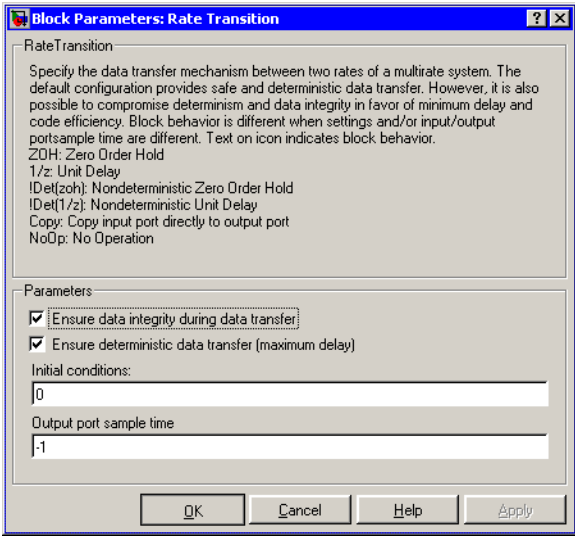 Block Parameters: Rate Transition
RateTransition
Specify the data transfer mechanism between two rates of a multirate system. The
default configuration provides safe and deterministic data transfer. However, it is also
possible to compromise determinism and data integrity in favor of minimum delay and
code efficiency. Block behavior is different when settings and/or input/output
portsample time are different. Text on icon indicates block behavior.
ZOH: Zero Order Hold
1/z: Unit Delay
!Det(zoh): Nondeterministic Zero Order Hold
!Det(1/z): Nondeterministic Unit Delay
Copy: Copy input port directly to output port
NoOp: No Operation
Parameters
Ensure data integrity during data transfer
Ensure deterministic data transfer (maximum delay)
Initial conditions:
0
Output port sample time
-1
OK Cancel Help Apply